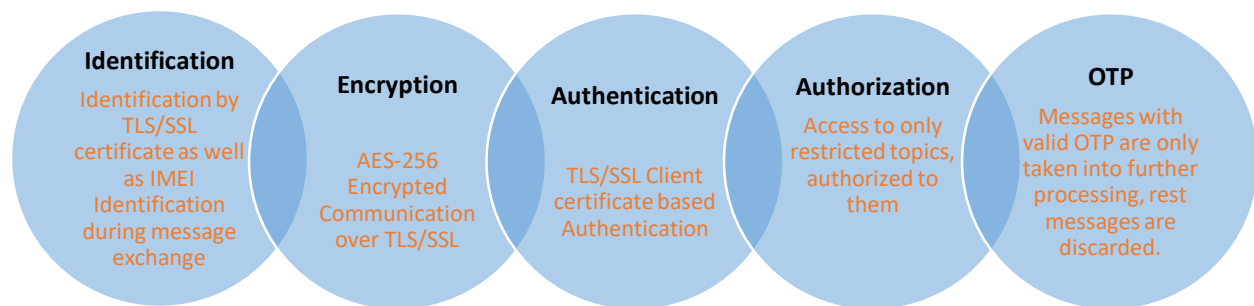 Identification
Identification by
TLS/SSL
certificate as well
as IMEI
Identification
during message
exchange
Encryption
AES-256
Encrypted
Communication
over TLS/SSL
Authentication
TLS/SSL Client
certificate based
Authentication
Authorization
Access to only
restricted topics,
authorized to
them
OTP
Messages with
valid OTP are only
taken into further
processing, rest
messages are
discarded.